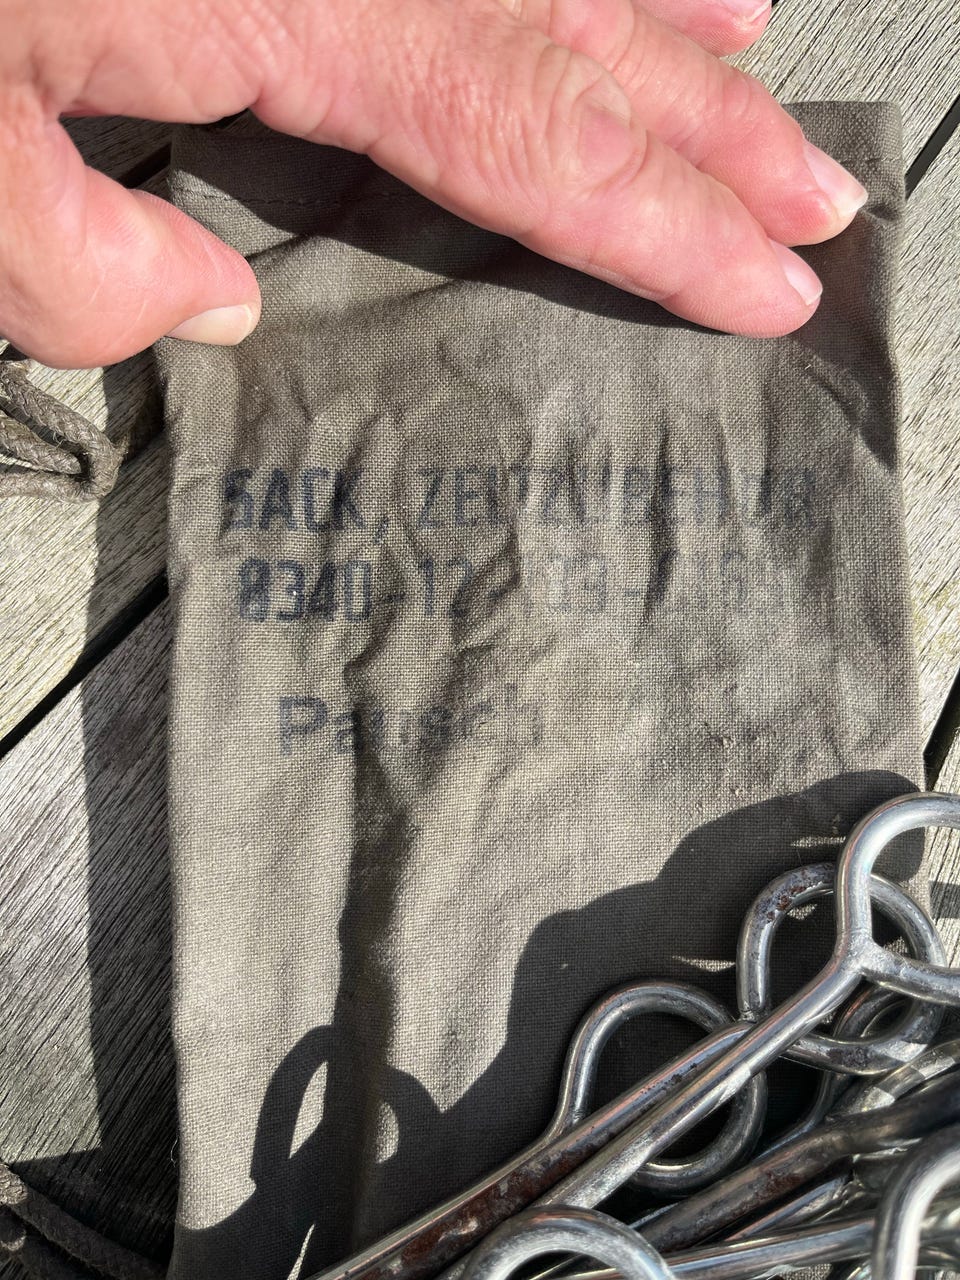 SACK, ZELTZUBEHÖR
8340-12-
Pausch